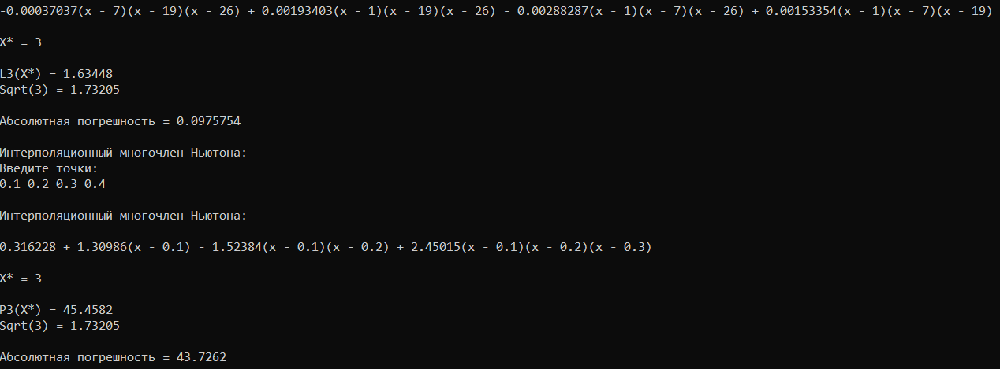 -0.00037037(x - 7)(x - 19)(x - 26) + 0.00193403(x - 1)(x - 19)(x - 26) - 0.00288287(x - 1)(x - 7)(x - 26) + 0.00153354(x - 1)(x - 7)(x - 19)
X* = 3
L3(X*) = 1.63448
Sqrt(3) = 1.73205
Абсолютная погрешность = 0.0975754
Интерполяционный многочлен Ньютона:
Введите точки:
0.1 0.2 0.3 0.4
Интерполяционный многочлен Ньютона:
0.316228 + 1.30986(x - 0.1) - 1.52384(x - 0.1)(x - 0.2) + 2.45015(x - 0.1)(x - 0.2)(x - 0.3)
X* = 3
P3(X*) = 45.4582
Sqrt(3) = 1.73205
Абсолютная погрешность = 43.7262